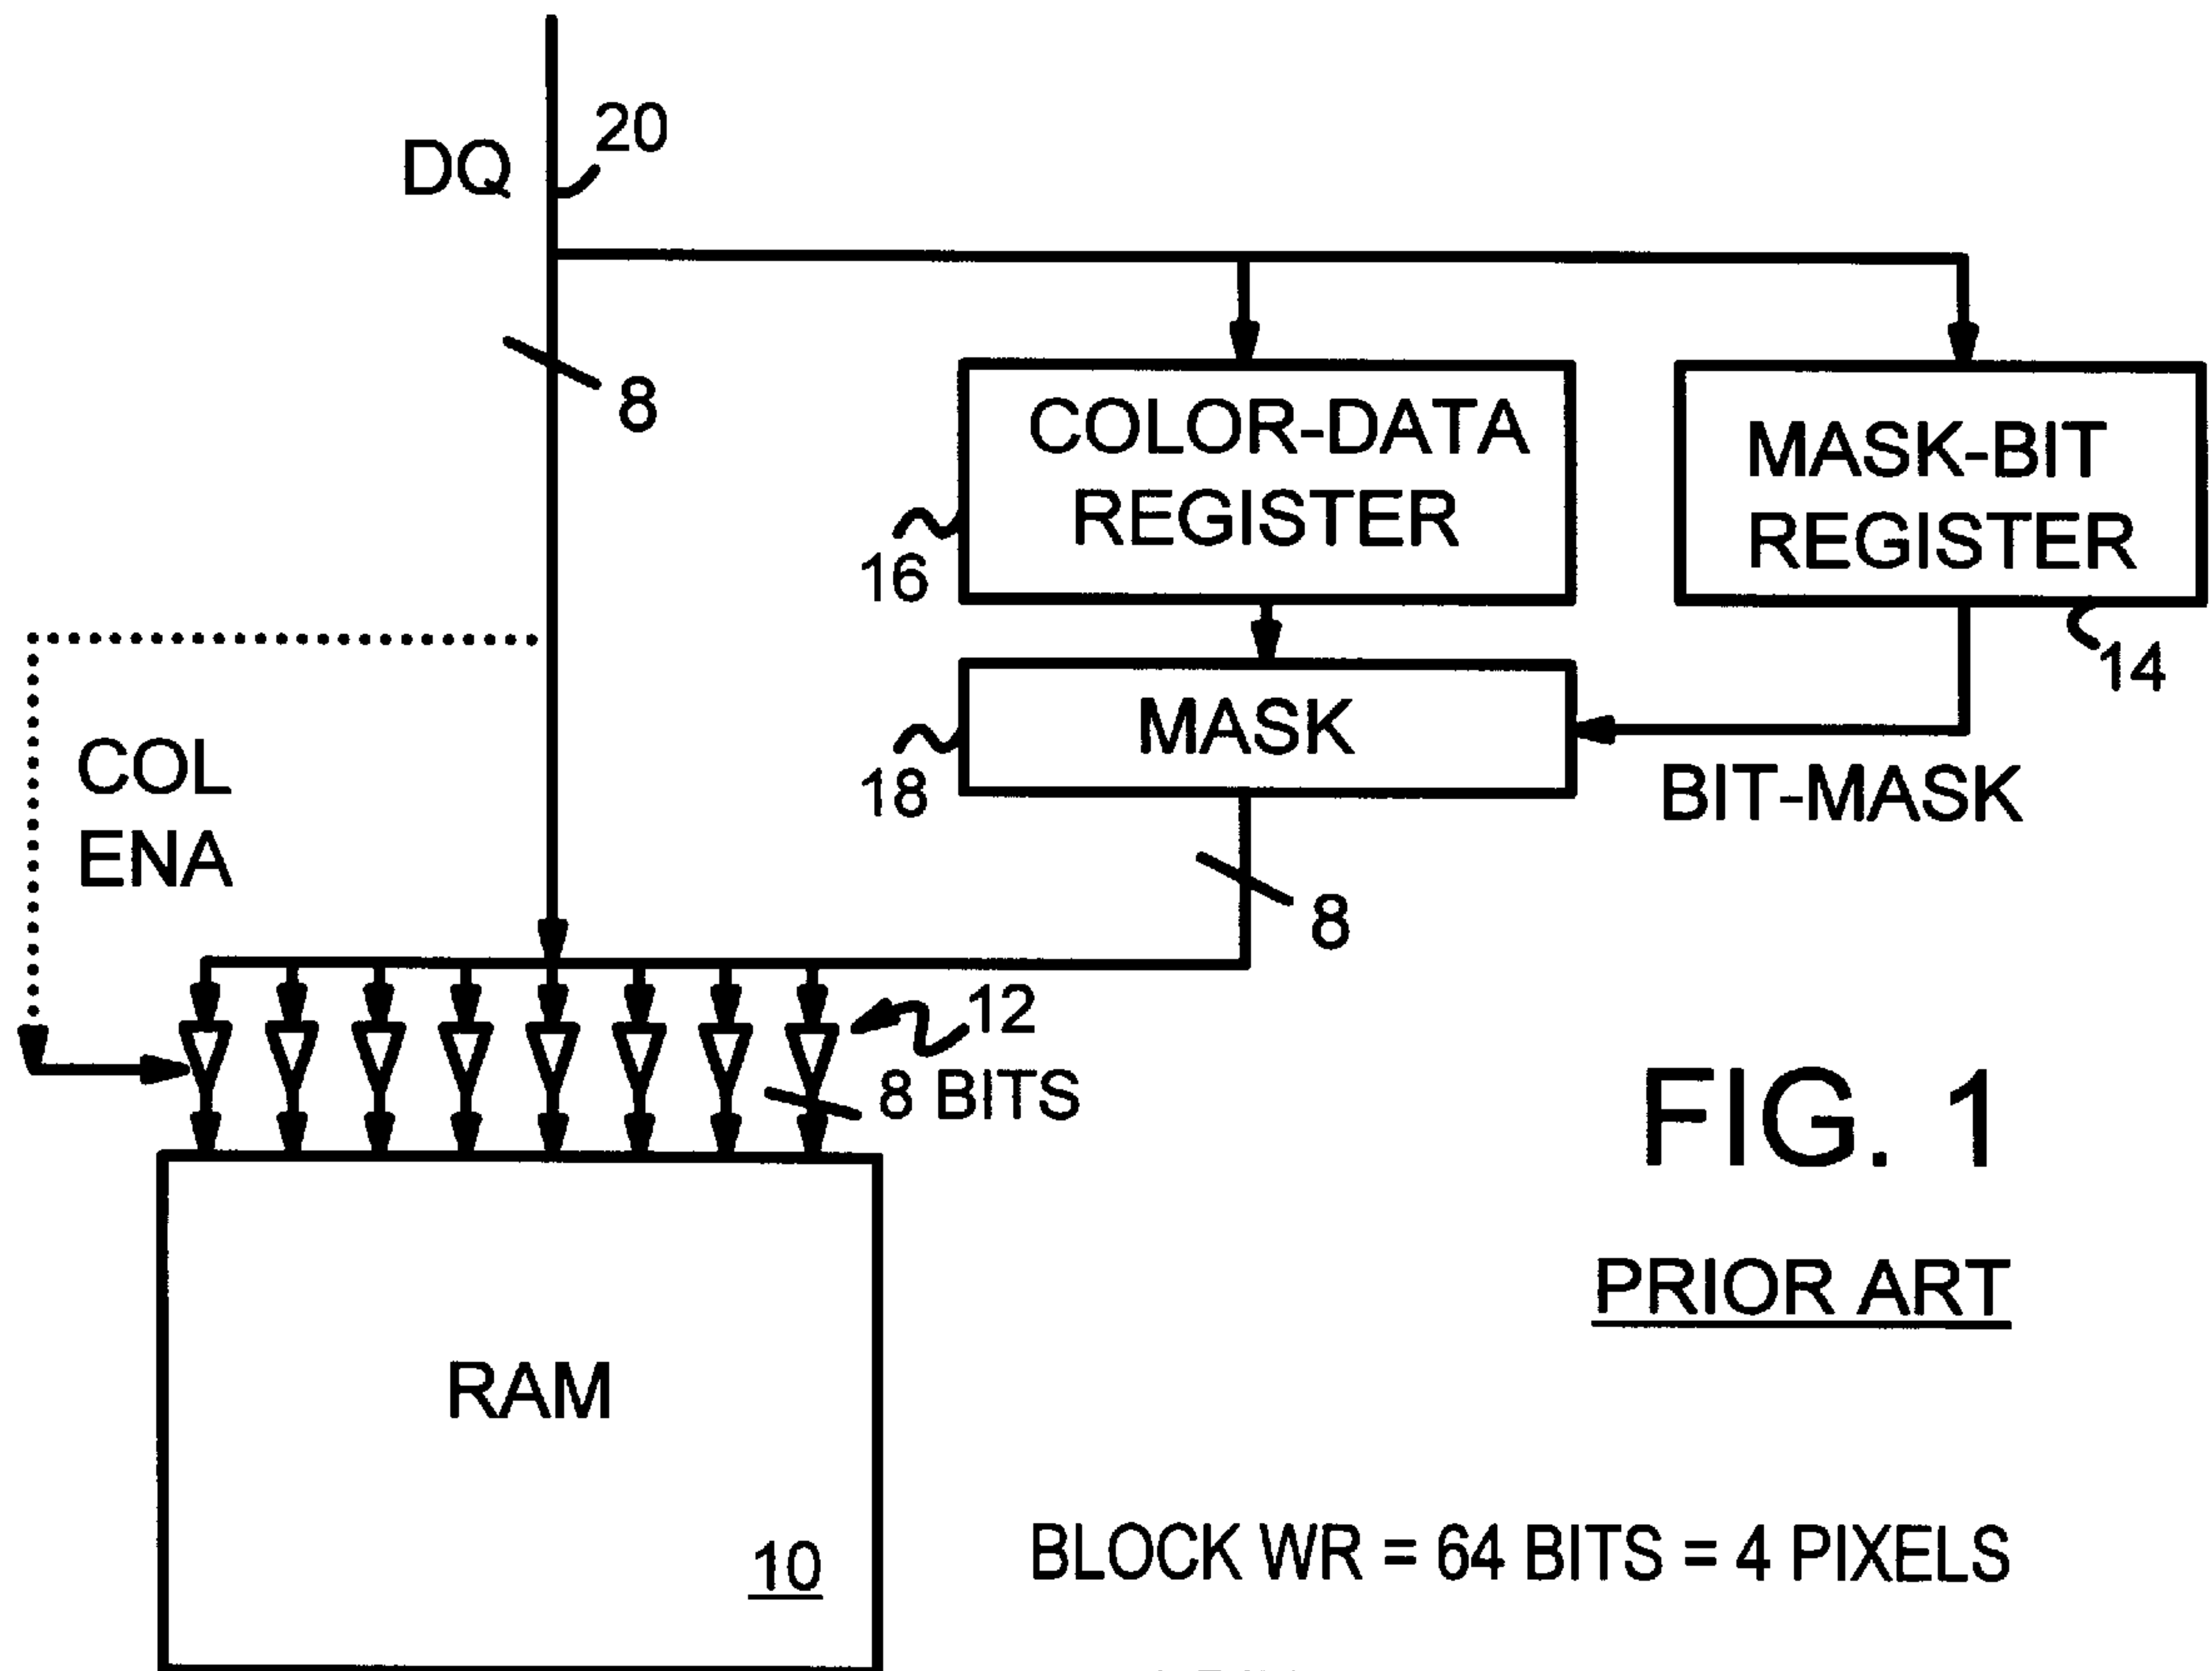 DQ
20
8
COLOR-DATA
REGISTER
16
MASK-BIT
REGISTER
14
MASK
18
BIT-MASK
8
COL
ENA
12
8 BITS
FIG. 1
PRIOR ART
RAM
10
BLOCK WR = 64 BITS = 4 PIXELS